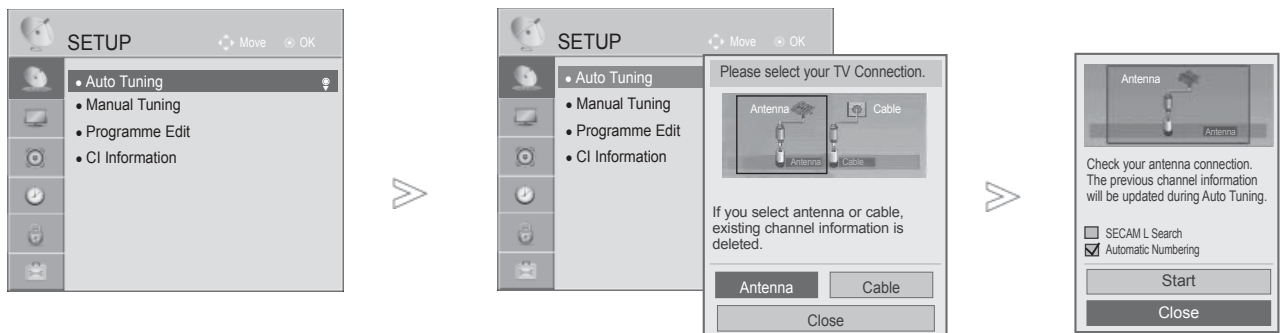 SETUP
Move OK
• Auto Tuning
• Manual Tuning
• Programme Edit
• CI Information
>
SETUP
Move OK
• Auto Tuning
• Manual Tuning
• Programme Edit
• CI Information
Please select your TV Connection.
Antenna Cable
Antenna Cable
If you select antenna or cable,
existing channel information is
deleted.
Antenna Cable
Close
>
Antenna
Antenna
Check your antenna connection.
The previous channel information
will be updated during Auto Tuning.
SECAM L Search
Automatic Numbering
Start
Close